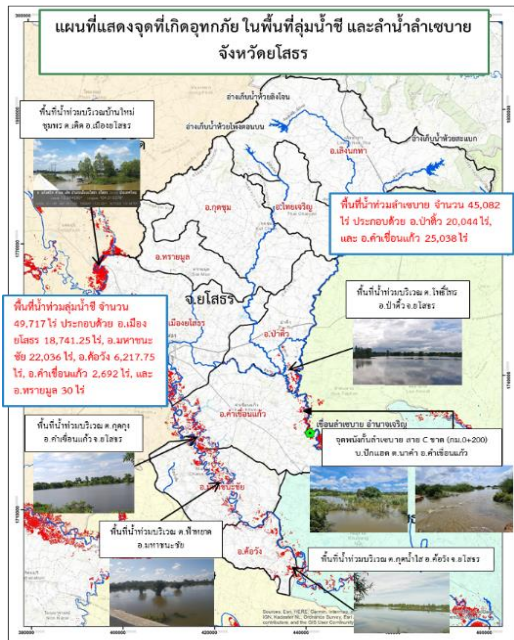 แผนที่แสดงจุดที่เกิดอุทกภัย ในพื้นที่ลุ่มน้ำชี และลำน้ำลำเซบาย
จังหวัดยโสธร
อ่างเก็บน้ำห้วยลิงโจน
พื้นที่น้ำท่วมบริเวณบ้านใหม่
ชุมพร ต.เดิด อ.เมืองยโสธร
อ่างเก็บน้ำห้วยสะแบก
อ.เลิงนกทา
พื้นที่น้ำท่วมลำเซบาย จำนวน 45,082
ไร่ ประกอบด้วย อ.ป่าติ้ว 20,044 ไร่,
และ อ.คำเขื่อนแก้ว 25,038 ไร่
อ.กุดชุม
อ.ไทยเจริญ
อ.ทรายมูล
จ.ยโสธร
พื้นที่น้ำท่วมบริเวณ ต.โพธิ์ไทร
อ.ป่าติ้ว จ.ยโสธร
พื้นที่น้ำท่วมลุ่มน้ำชี จำนวน
49,717 ไร่ ประกอบด้วย อ.เมือง
ยโสธร 18,741.25 ไร่, อ.มหาชนะ
ชัย 22,036 ไร่, อ.ค้อวัง 6,217.75
ไร่, อ.คำเขื่อนแก้ว 2,692 ไร่, และ
อ.ทรายมูล 30 ไร่
เมืองยโสธร
อ.ป่าติ้ว
อ.คำเขื่อนแก้ว
เขื่อนลำเซบาย อำนาจเจริญ
พื้นที่น้ำท่วมบริเวณ ต.กุดกุง
อ.คำเขื่อนแก้ว จ.ยโสธร
จุดพนังกั้นลำเซบาย สาย C ขาด (กม.0+200)
บ.ปักแฮด ต.นาคำ อ.คำเขื่อนแก้ว
อ.มหาชนะชัย
พื้นที่น้ำท่วมบริเวณ ต.ฟ้าหยาด
อ.มหาชนะชัย
อ.ค้อวัง
พื้นที่น้ำท่วมบริเวณ ต.กุดน้ำใส อ.ค้อวัง จ.ยโสธร